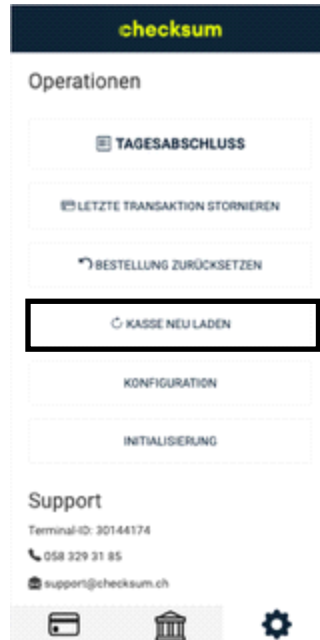 checksum
Operationen
TAGESABSCHLUSS
LETZTE TRANSAKTION STORNIEREN
BESTELLUNG ZURÜCKSETZEN
KASSE NEU LADEN
KONFIGURATION
INITIALISIERUNG
Support
Terminal-ID: 30144174
058 329 31 85
support@checksum.ch